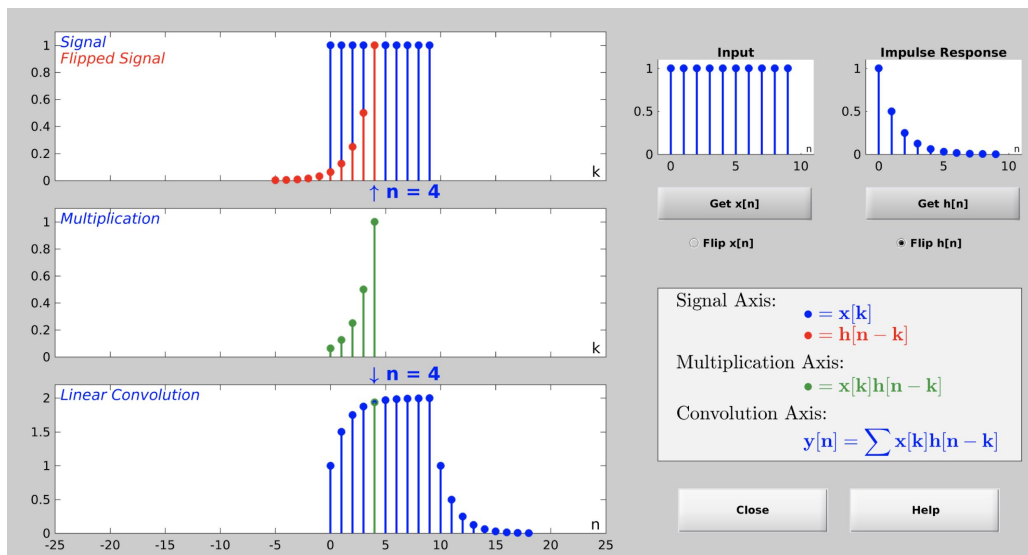 Signal
Flipped Signal
1
0.8
0.6
0.4
0.2
0
k
↑ n = 4
Multiplication
1
0.8
0.6
0.4
0.2
0
k
↓ n = 4
Linear Convolution
2
1.5
1
0.5
0
n
-25 -20 -15 -10 -5 0 5 10 15 20 25
Input
1
0.5
0
n
0 5 10
Get x[n]
Flip x[n]
Impulse Response
1
0.5
0
n
0 5 10
Get h[n]
Flip h[n]
Signal Axis:
• = x[k]
• = h[n − k]
Multiplication Axis:
• = x[k]h[n − k]
Convolution Axis:
y[n] = ∑ x[k]h[n − k]
Close
Help